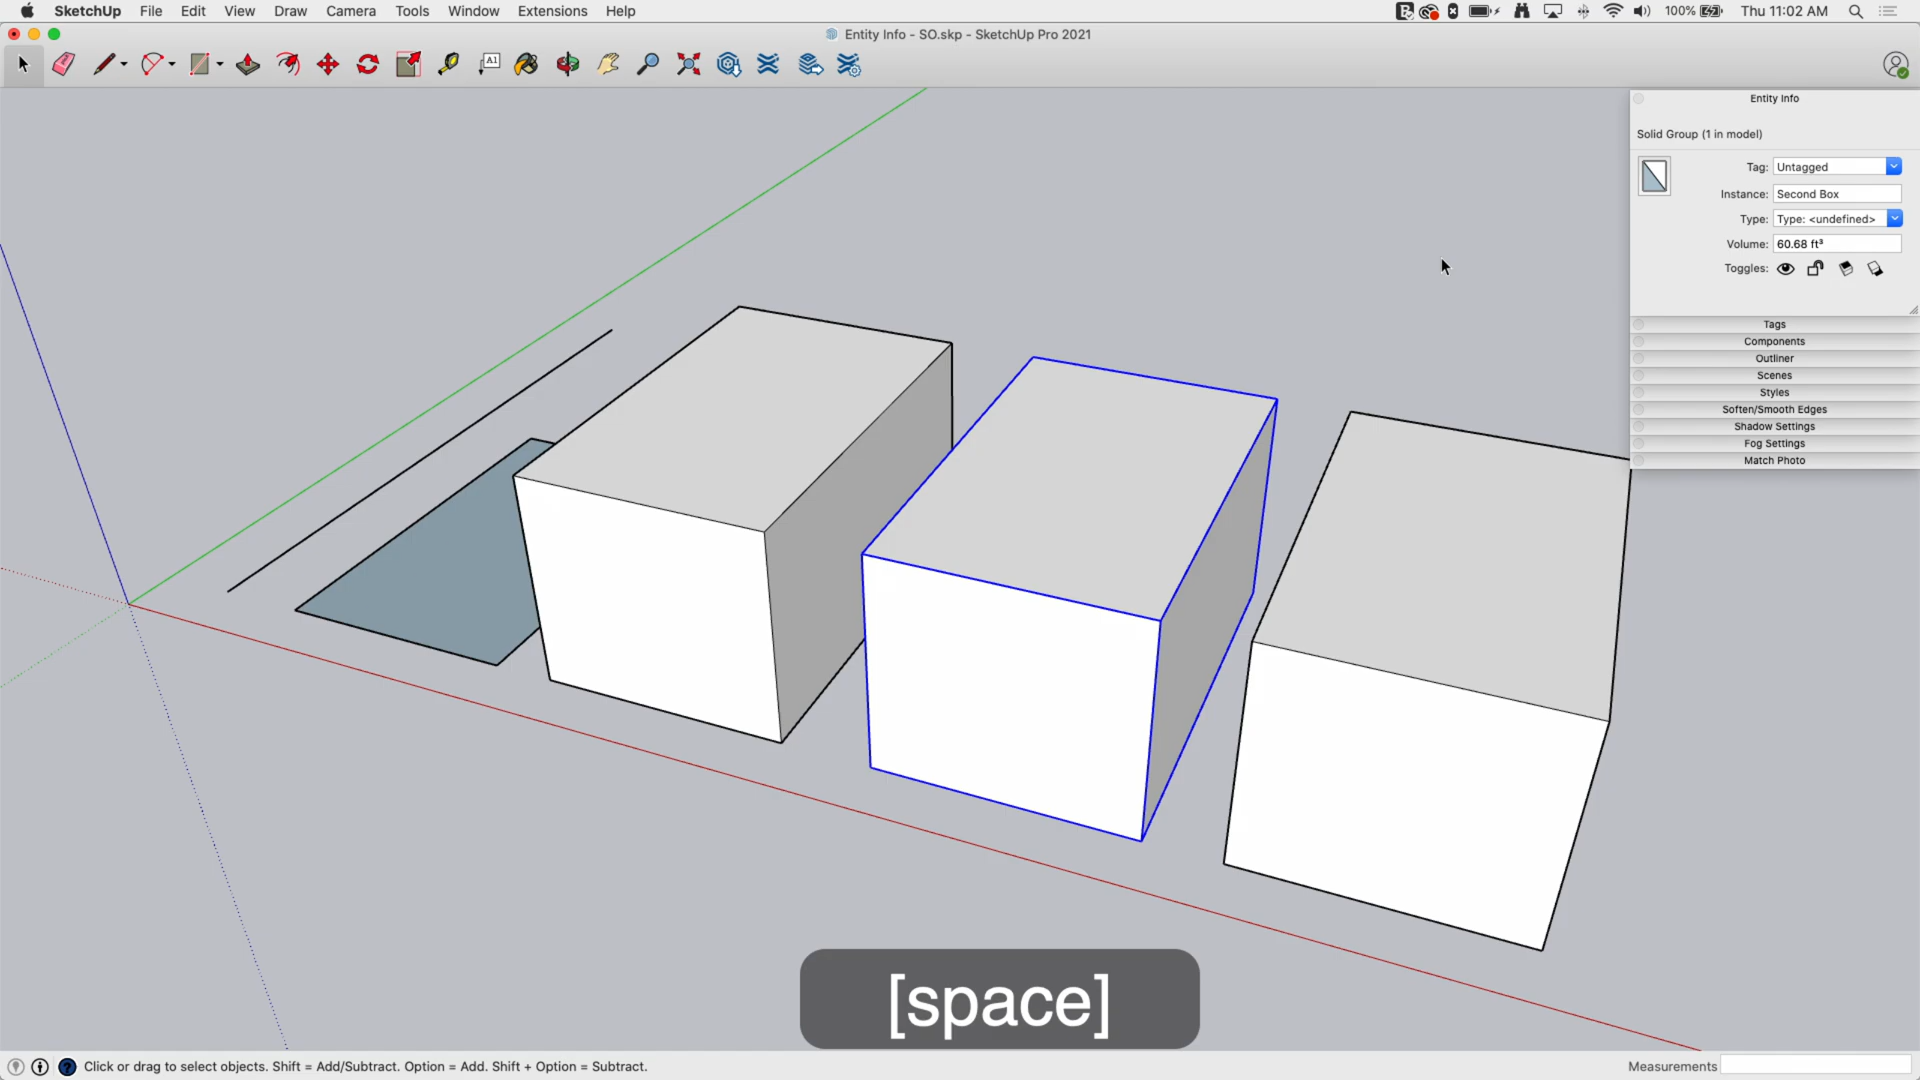 SketchUp File Edit View Draw Camera Tools Window Extensions Help 100% Thu 11:02 AM
Entity Info - SO.skp - SketchUp Pro 2021
A1
Entity Info
Solid Group (1 in model)
Tag: Untagged
Instance: Second Box
Type: Type: <undefined>
Volume: 60.68 ft³
Toggles:
Tags
Components
Outliner
Scenes
Styles
Soften/Smooth Edges
Shadow Settings
Fog Settings
Match Photo
[space]
Click or drag to select objects. Shift = Add/Subtract. Option = Add. Shift + Option = Subtract.
Measurements